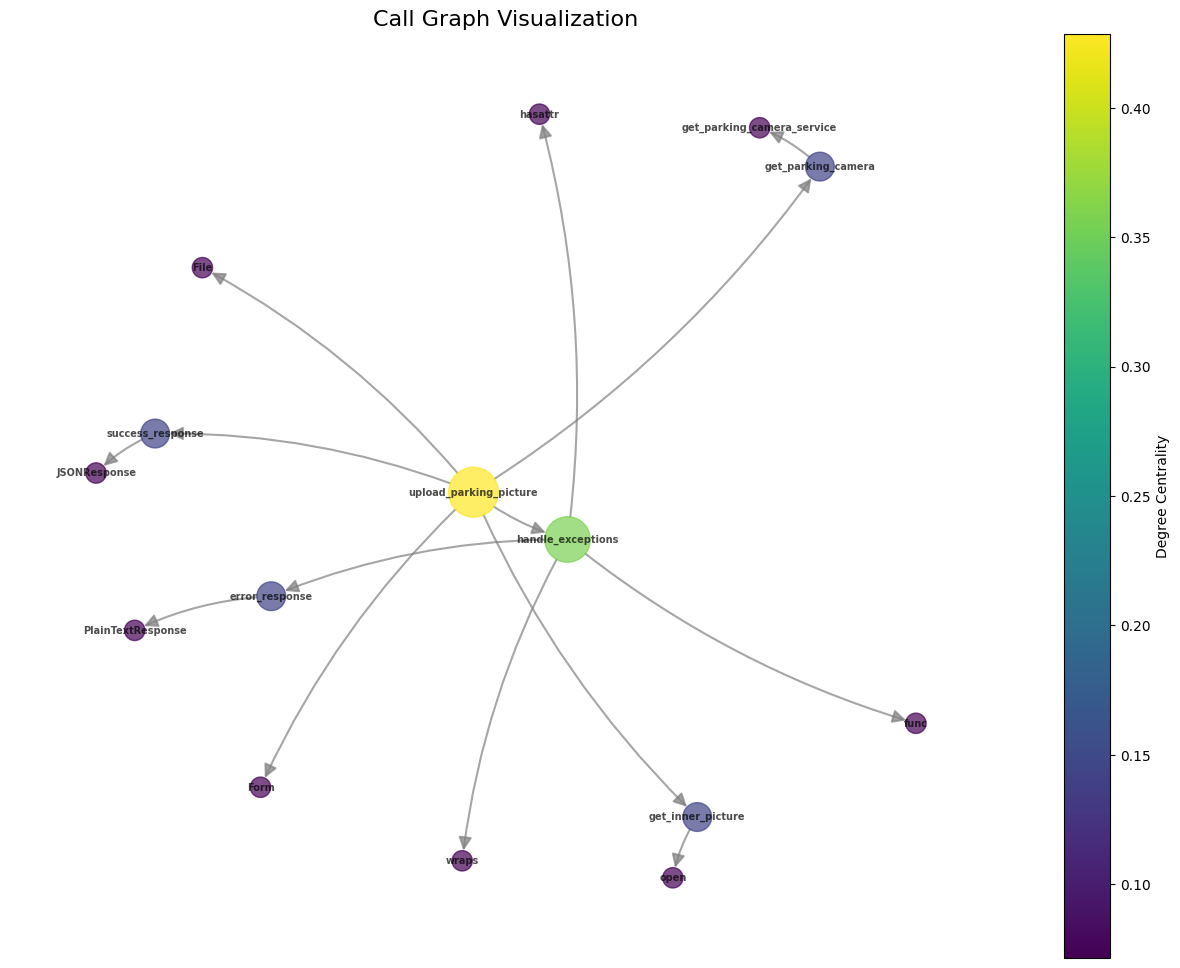 Call Graph Visualization
hasattr
get_parking_camera_service
get_parking_camera
File
success_response
JSONResponse
upload_parking_picture
handle_exceptions
error_response
PlainTextResponse
func
Form
get_inner_picture
wraps
open
0.40
0.35
0.30
0.25
0.20
0.15
0.10
Degree Centrality